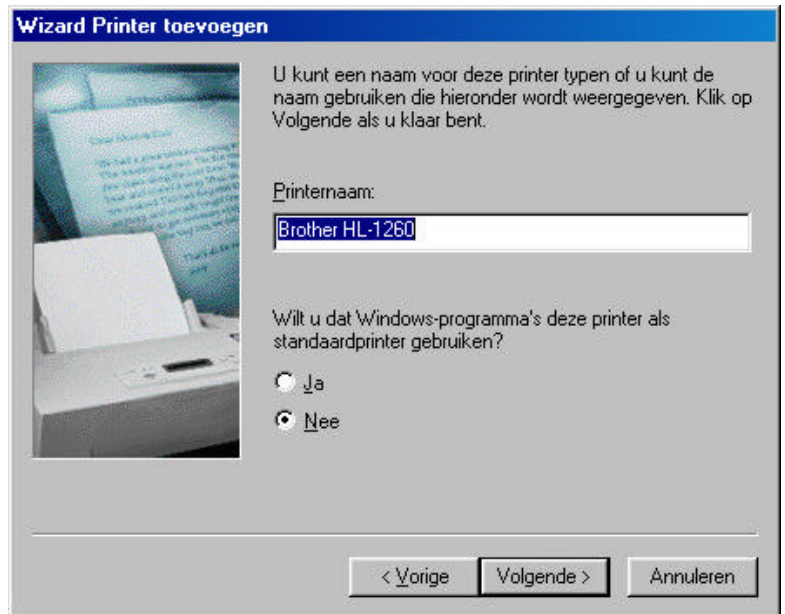 Wizard Printer toevoegen
U kunt een naam voor deze printer typen of u kunt de
naam gebruiken die hieronder wordt weergegeven. Klik op
Volgende als u klaar bent.
Printernaam:
Brother HL-1260
Wilt u dat Windows-programma's deze printer als
standaardprinter gebruiken?
Ja
Nee
< Vorige
Volgende >
Annuleren